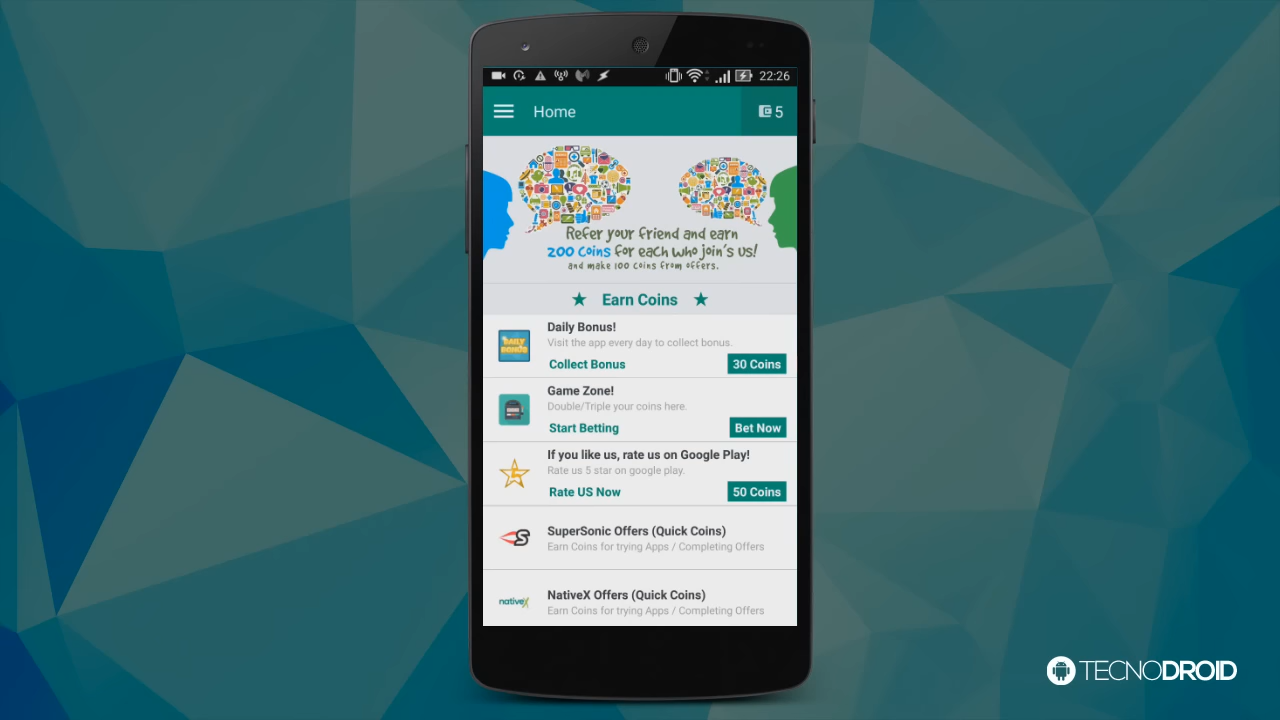 22:26
Home
5
Refer your friend and earn
200 Coins for each who join's us!
and make 100 coins from offers.
★ Earn Coins ★
DAILY BONUS
Daily Bonus!
Visit the app every day to collect bonus.
Collect Bonus
30 Coins
Game Zone!
Double/Triple your coins here.
Start Betting
Bet Now
If you like us, rate us on Google Play!
Rate us 5 star on google play.
Rate US Now
50 Coins
S
SuperSonic Offers (Quick Coins)
Earn Coins for trying Apps / Completing Offers
nativeX
NativeX Offers (Quick Coins)
Earn Coins for trying Apps / Completing Offers
TECNODROID